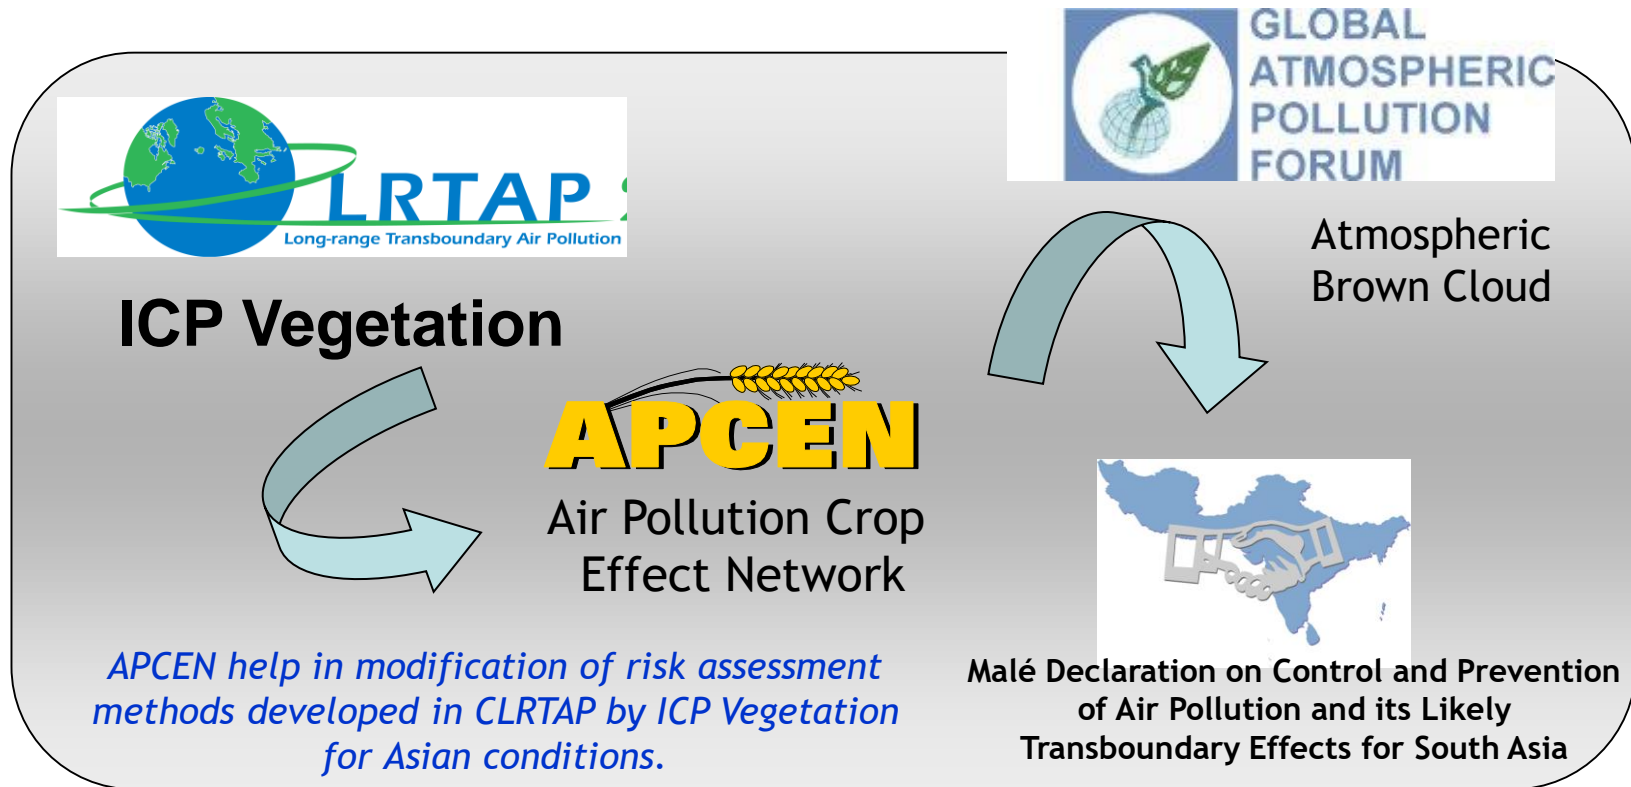 LRTAP
Long-range Transboundary Air Pollution
ICP Vegetation
APCEN
Air Pollution Crop
Effect Network
APCEN help in modification of risk assessment
methods developed in CLRTAP by ICP Vegetation
for Asian conditions.
GLOBAL
ATMOSPHERIC
POLLUTION
FORUM
Atmospheric
Brown Cloud
Malé Declaration on Control and Prevention
of Air Pollution and its Likely
Transboundary Effects for South Asia